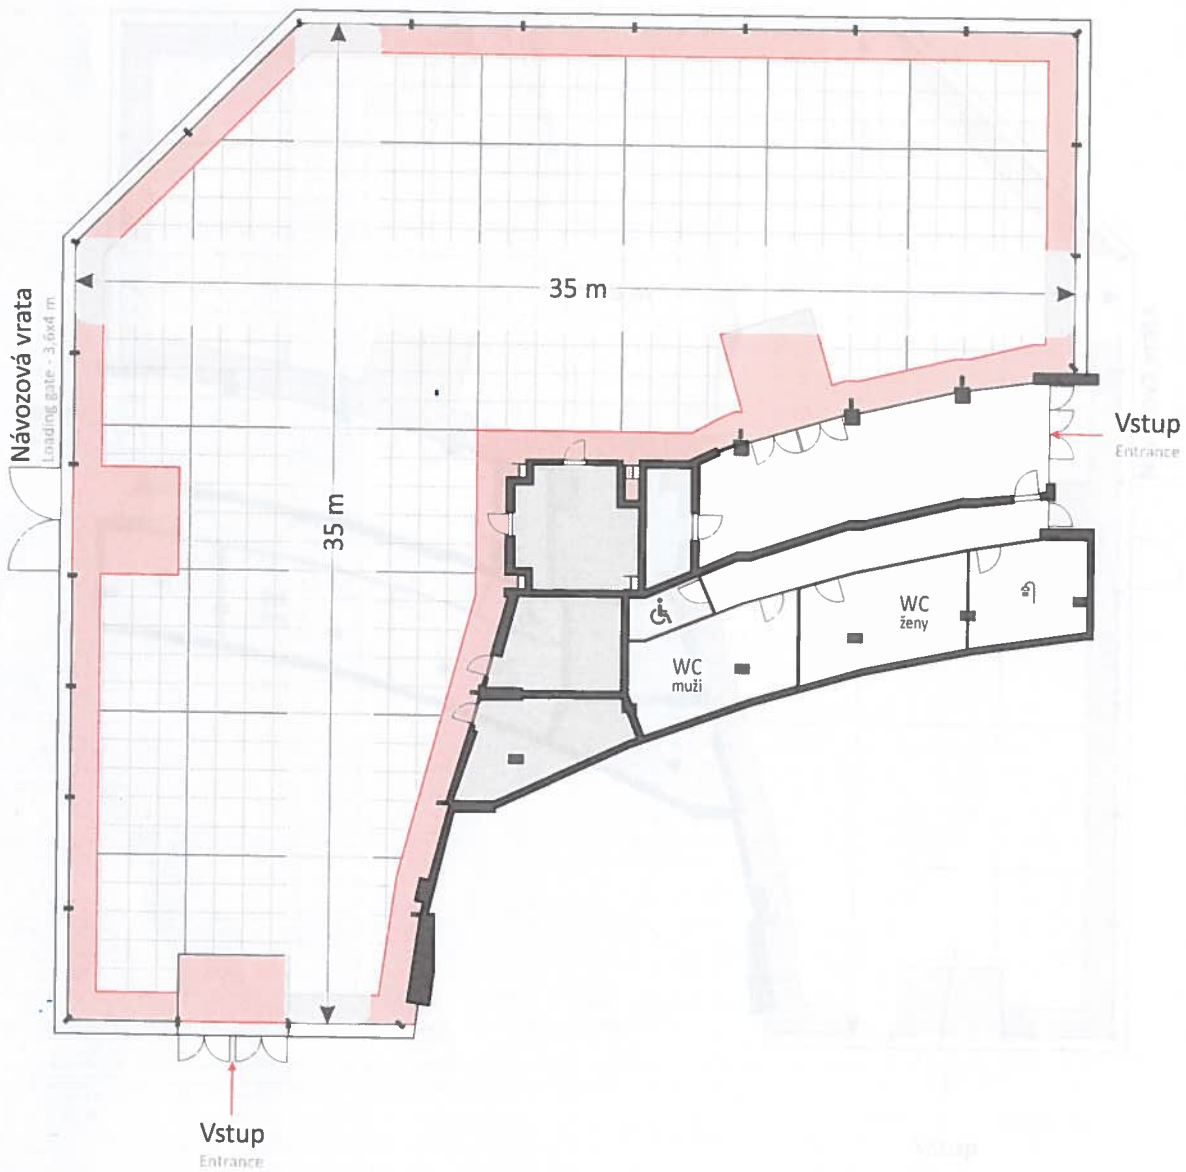 35 m
Návozová vrata
Loading gate - 3,6x4 m
Vstup
Entrance
35 m
WC
ženy
WC
muži
Vstup
Entrance